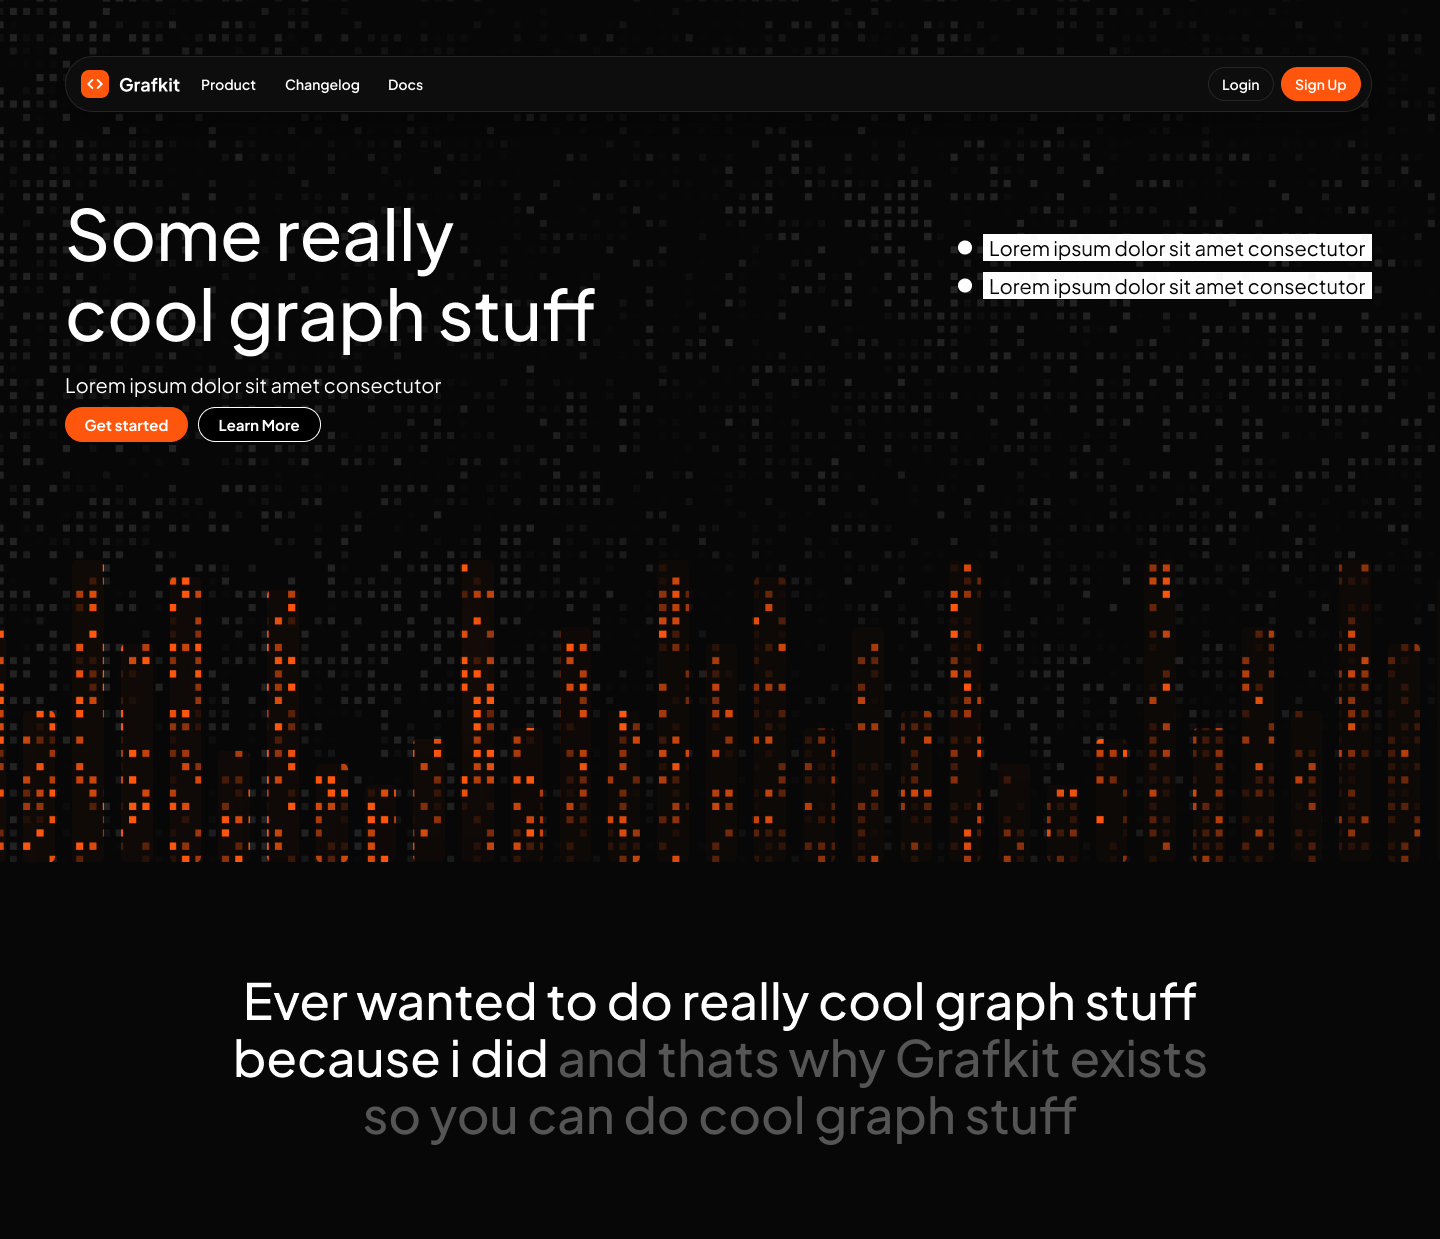 Grafkit Product Changelog Docs Login Sign Up
Some really
cool graph stuff
Lorem ipsum dolor sit amet consectutor
Get started Learn More
Lorem ipsum dolor sit amet consectutor
Lorem ipsum dolor sit amet consectutor
Ever wanted to do really cool graph stuff
because i did and thats why Grafkit exists
so you can do cool graph stuff